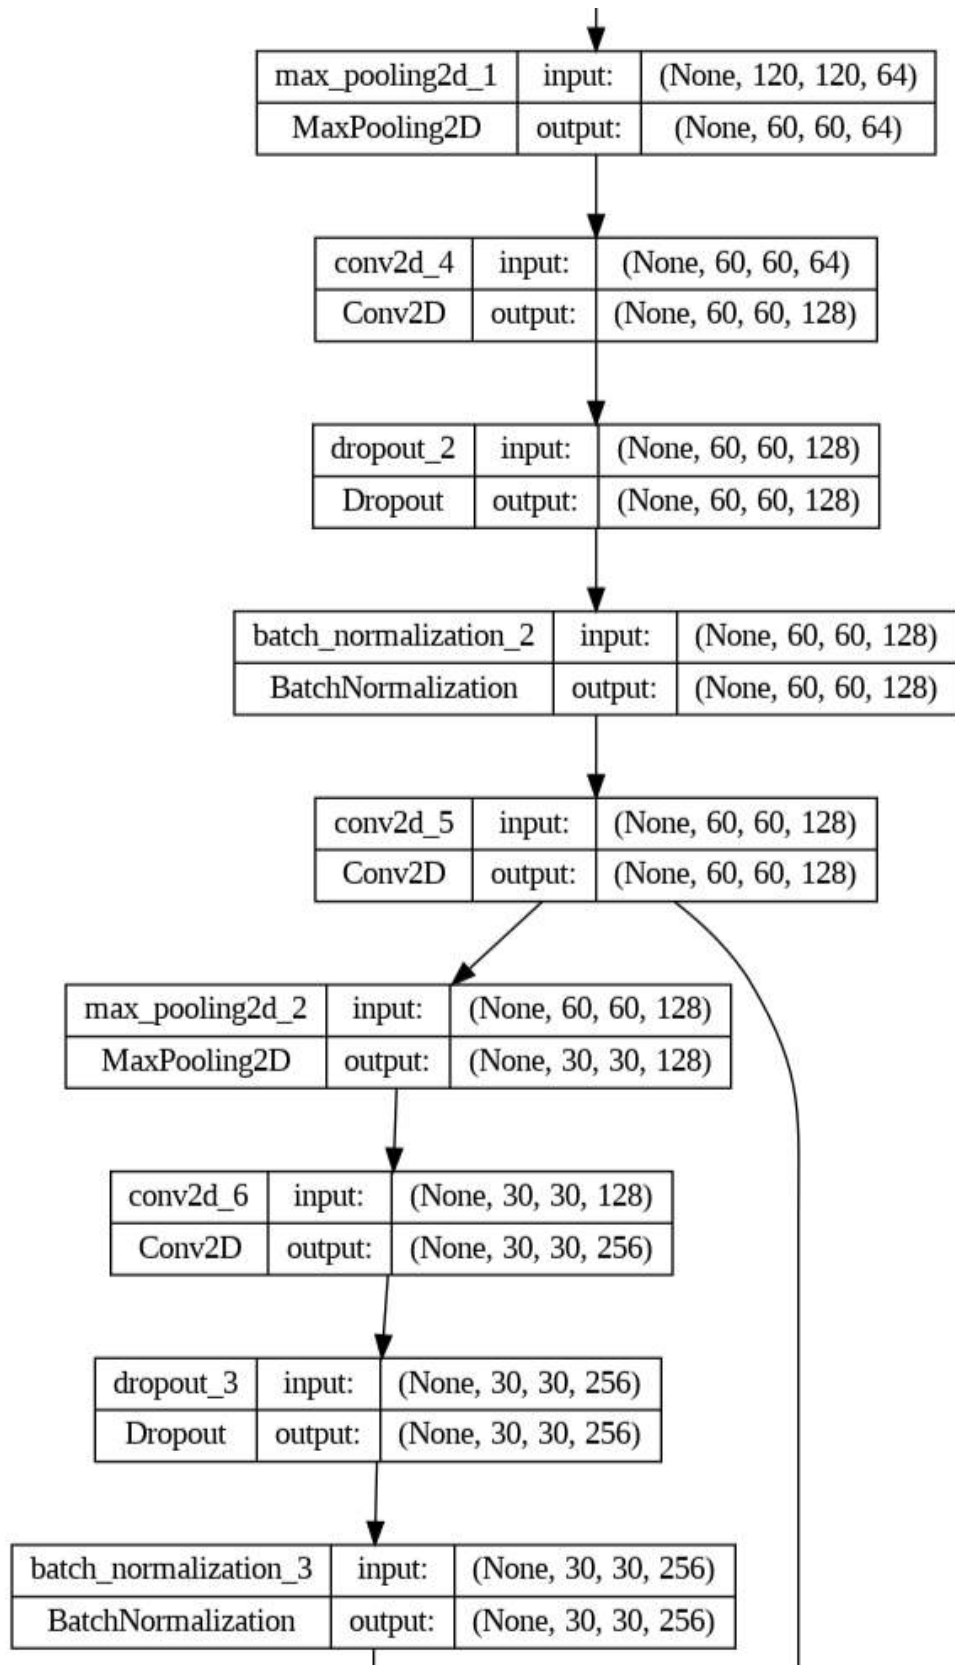 max_pooling2d_1 input: (None, 120, 120, 64)
MaxPooling2D output: (None, 60, 60, 64)
conv2d_4 input: (None, 60, 60, 64)
Conv2D output: (None, 60, 60, 128)
dropout_2 input: (None, 60, 60, 128)
Dropout output: (None, 60, 60, 128)
batch_normalization_2 input: (None, 60, 60, 128)
BatchNormalization output: (None, 60, 60, 128)
conv2d_5 input: (None, 60, 60, 128)
Conv2D output: (None, 60, 60, 128)
max_pooling2d_2 input: (None, 60, 60, 128)
MaxPooling2D output: (None, 30, 30, 128)
conv2d_6 input: (None, 30, 30, 128)
Conv2D output: (None, 30, 30, 256)
dropout_3 input: (None, 30, 30, 256)
Dropout output: (None, 30, 30, 256)
batch_normalization_3 input: (None, 30, 30, 256)
BatchNormalization output: (None, 30, 30, 256)